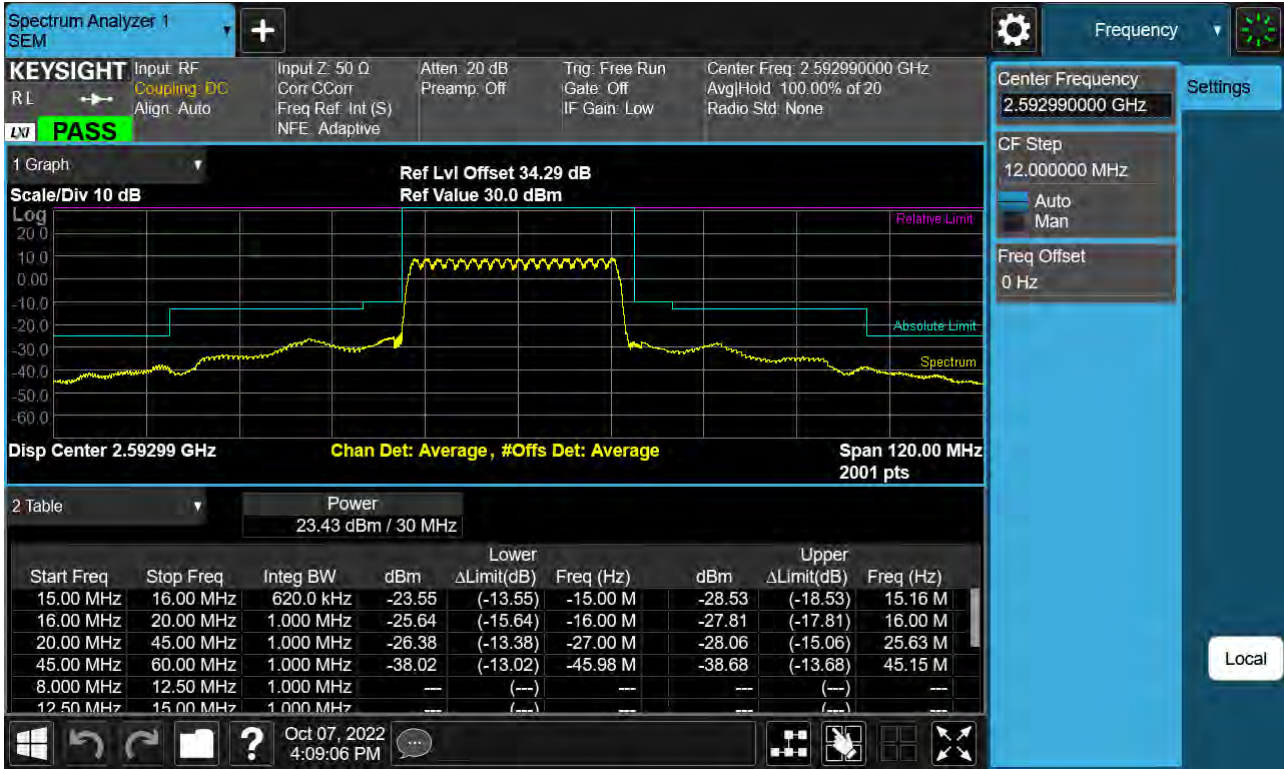 Spectrum Analyzer 1
SEM
Frequency
KEYSIGHT
RL
LXI PASS
Input: RF
Coupling: DC
Align: Auto
Input Z: 50 Ω
Corr CCorr
Freq Ref: Int (S)
NFE: Adaptive
Atten: 20 dB
Preamp: Off
Trig: Free Run
Gate: Off
IF Gain: Low
Center Freq: 2.592990000 GHz
Avg|Hold: 100.00% of 20
Radio Std: None
Center Frequency
2.592990000 GHz
Settings
CF Step
12.000000 MHz
Auto
Man
Freq Offset
0 Hz
1 Graph
Scale/Div 10 dB
Ref Lvl Offset 34.29 dB
Ref Value 30.0 dBm
Log
20.0
10.0
0.00
-10.0
-20.0
-30.0
-40.0
-50.0
-60.0
Relative Limit
Absolute Limit
Spectrum
Disp Center 2.59299 GHz
Chan Det: Average, #Offs Det: Average
Span 120.00 MHz
2001 pts
2 Table
Power
23.43 dBm / 30 MHz
Lower Upper
Start Freq Stop Freq Integ BW dBm ΔLimit(dB) Freq (Hz) dBm ΔLimit(dB) Freq (Hz)
15.00 MHz 16.00 MHz 620.0 kHz -23.55 (-13.55) -15.00 M -28.53 (-18.53) 15.16 M
16.00 MHz 20.00 MHz 1.000 MHz -25.64 (-15.64) -16.00 M -27.81 (-17.81) 16.00 M
20.00 MHz 45.00 MHz 1.000 MHz -26.38 (-13.38) -27.00 M -28.06 (-15.06) 25.63 M
45.00 MHz 60.00 MHz 1.000 MHz -38.02 (-13.02) -45.98 M -38.68 (-13.68) 45.15 M
8.000 MHz 12.50 MHz 1.000 MHz --- (---) --- --- (---) ---
12.50 MHz 15.00 MHz 1.000 MHz --- (---) --- --- (---) ---
Local
Oct 07, 2022
4:09:06 PM